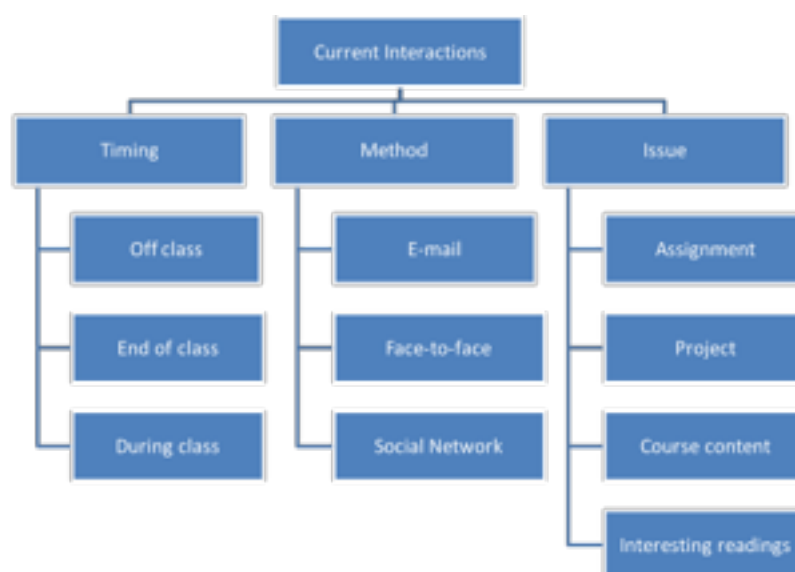 Current Interactions
Timing
Method
Issue
Off class
E-mail
Assignment
End of class
Face-to-face
Project
During class
Social Network
Course content
Interesting readings